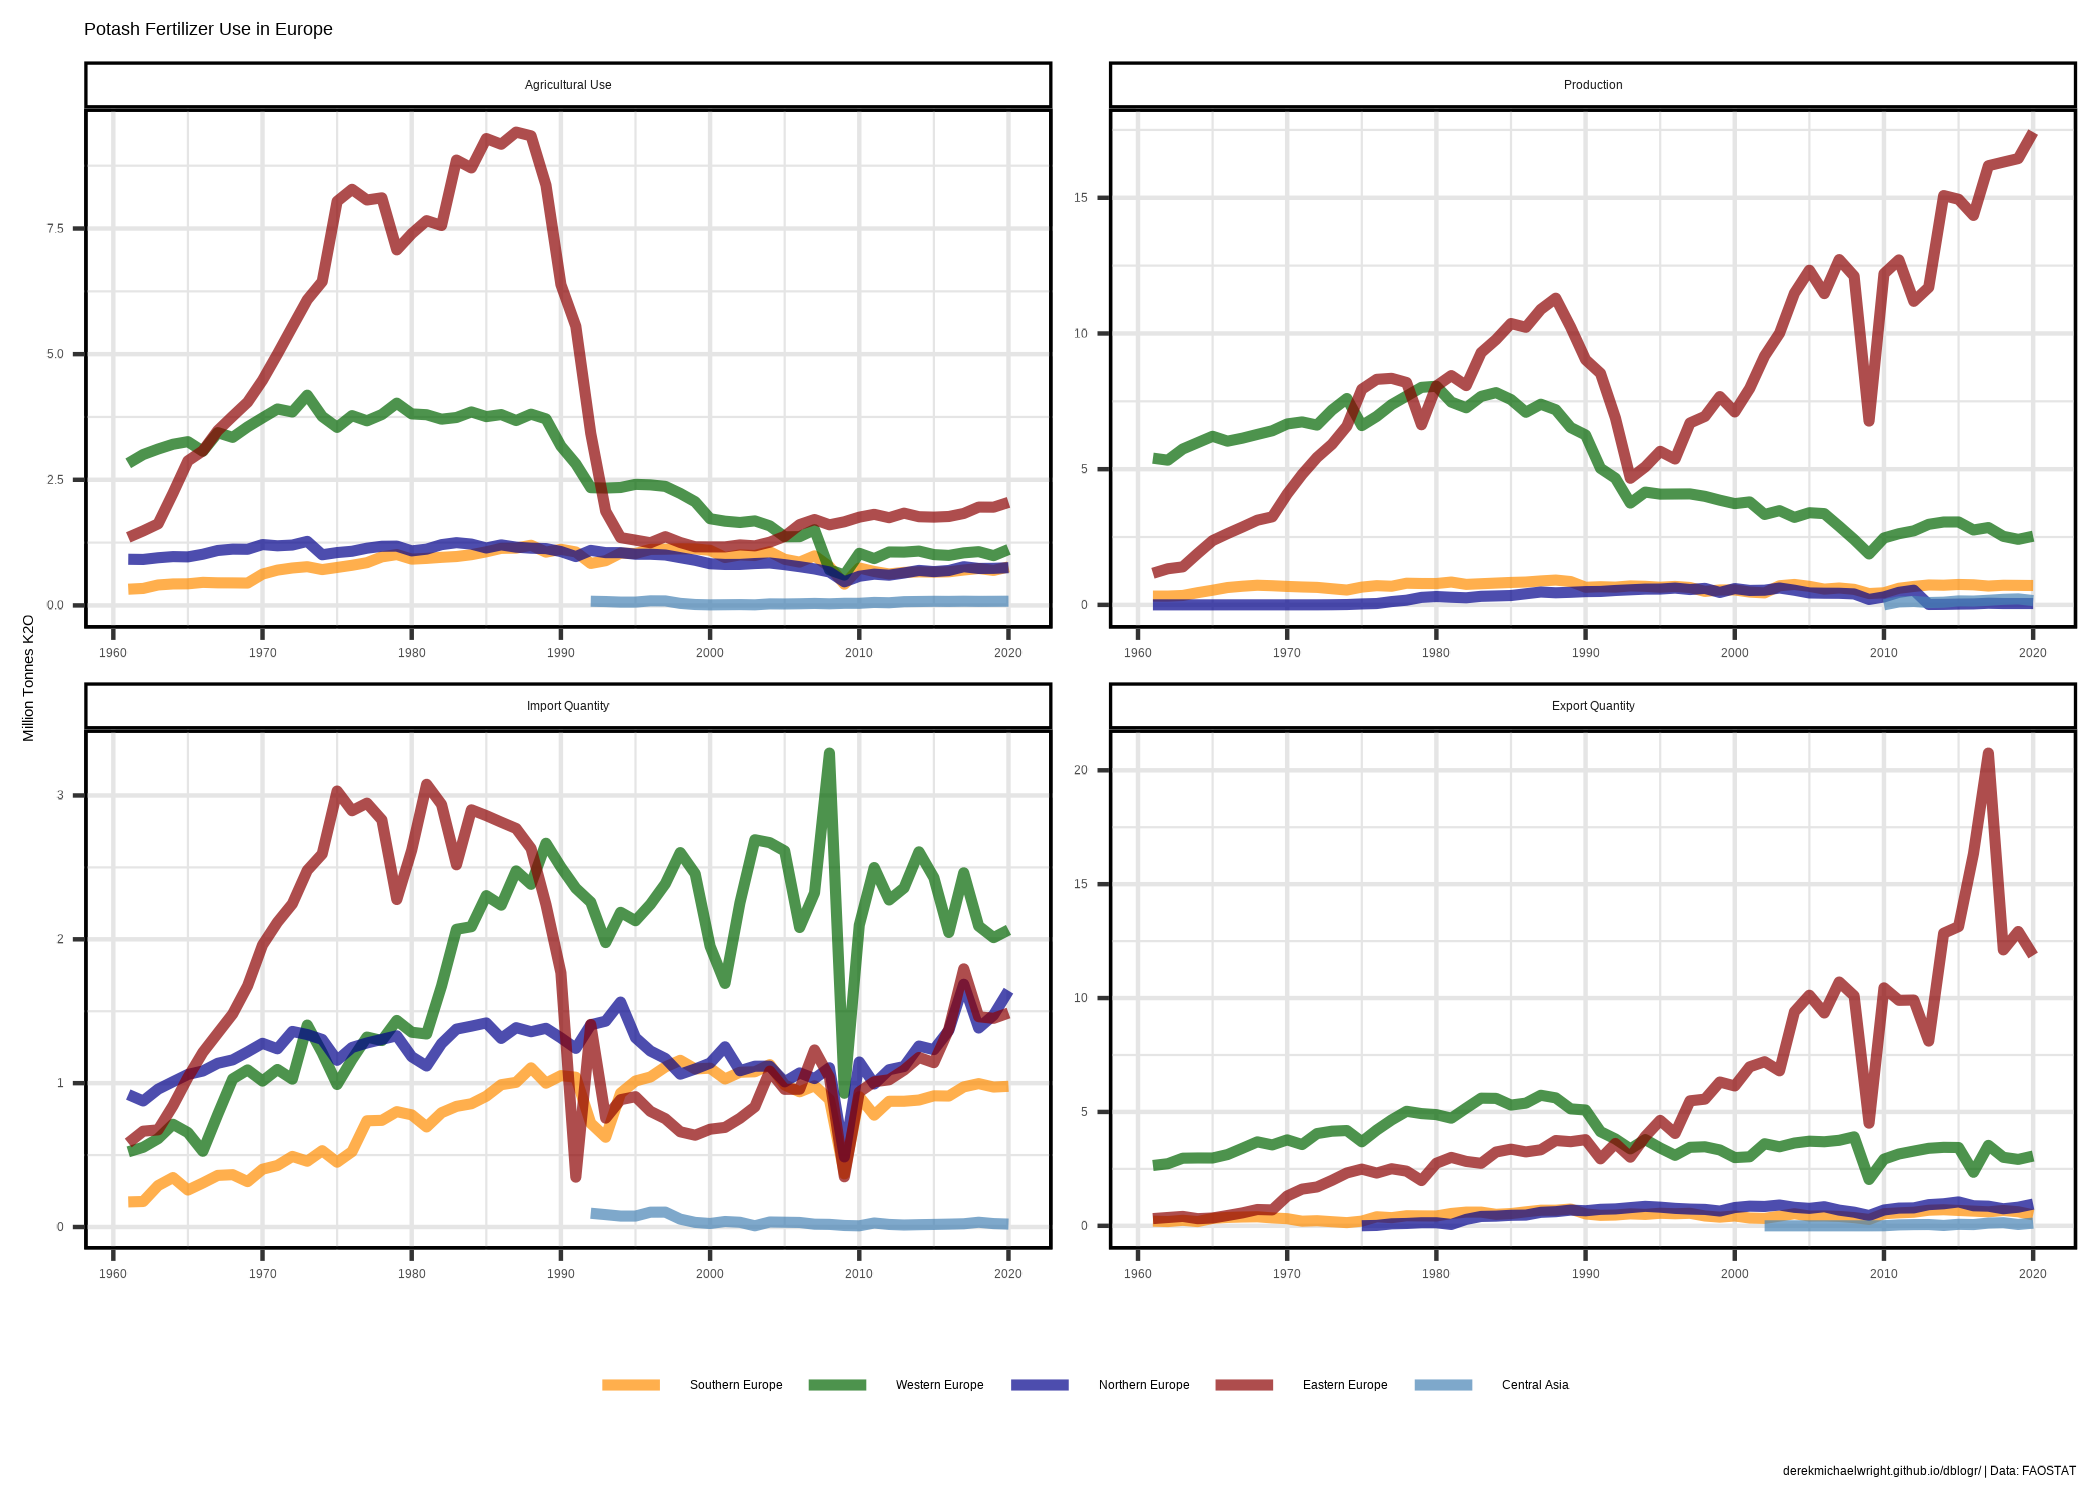 Potash Fertilizer Use in Europe
Agricultural Use
Production
7.5
5.0
2.5
0.0
15
10
5
0
1960 1970 1980 1990 2000 2010 2020
1960 1970 1980 1990 2000 2010 2020
Million Tonnes K2O
Import Quantity
Export Quantity
3
2
1
0
20
15
10
5
0
1960 1970 1980 1990 2000 2010 2020
1960 1970 1980 1990 2000 2010 2020
Southern Europe Western Europe Northern Europe Eastern Europe Central Asia
derekmichaelwright.github.io/dblogr/ | Data: FAOSTAT